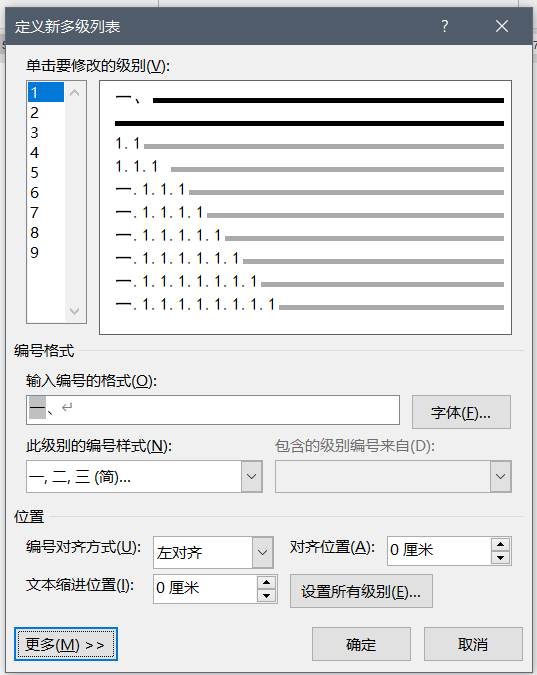 定义新多级列表
单击要修改的级别(V):
1
2
3
4
5
6
7
8
9
一、
1.1
1.1.1
一.1.1.1
一.1.1.1.1
一.1.1.1.1.1
一.1.1.1.1.1.1
一.1.1.1.1.1.1.1
一.1.1.1.1.1.1.1.1
编号格式
输入编号的格式(O):
一、↵
字体(F)...
此级别的编号样式(N):
包含的级别编号来自(D):
一, 二, 三 (简)...
位置
编号对齐方式(U):
左对齐
对齐位置(A):
0 厘米
文本缩进位置(I):
0 厘米
设置所有级别(E)...
更多(M) >>
确定
取消